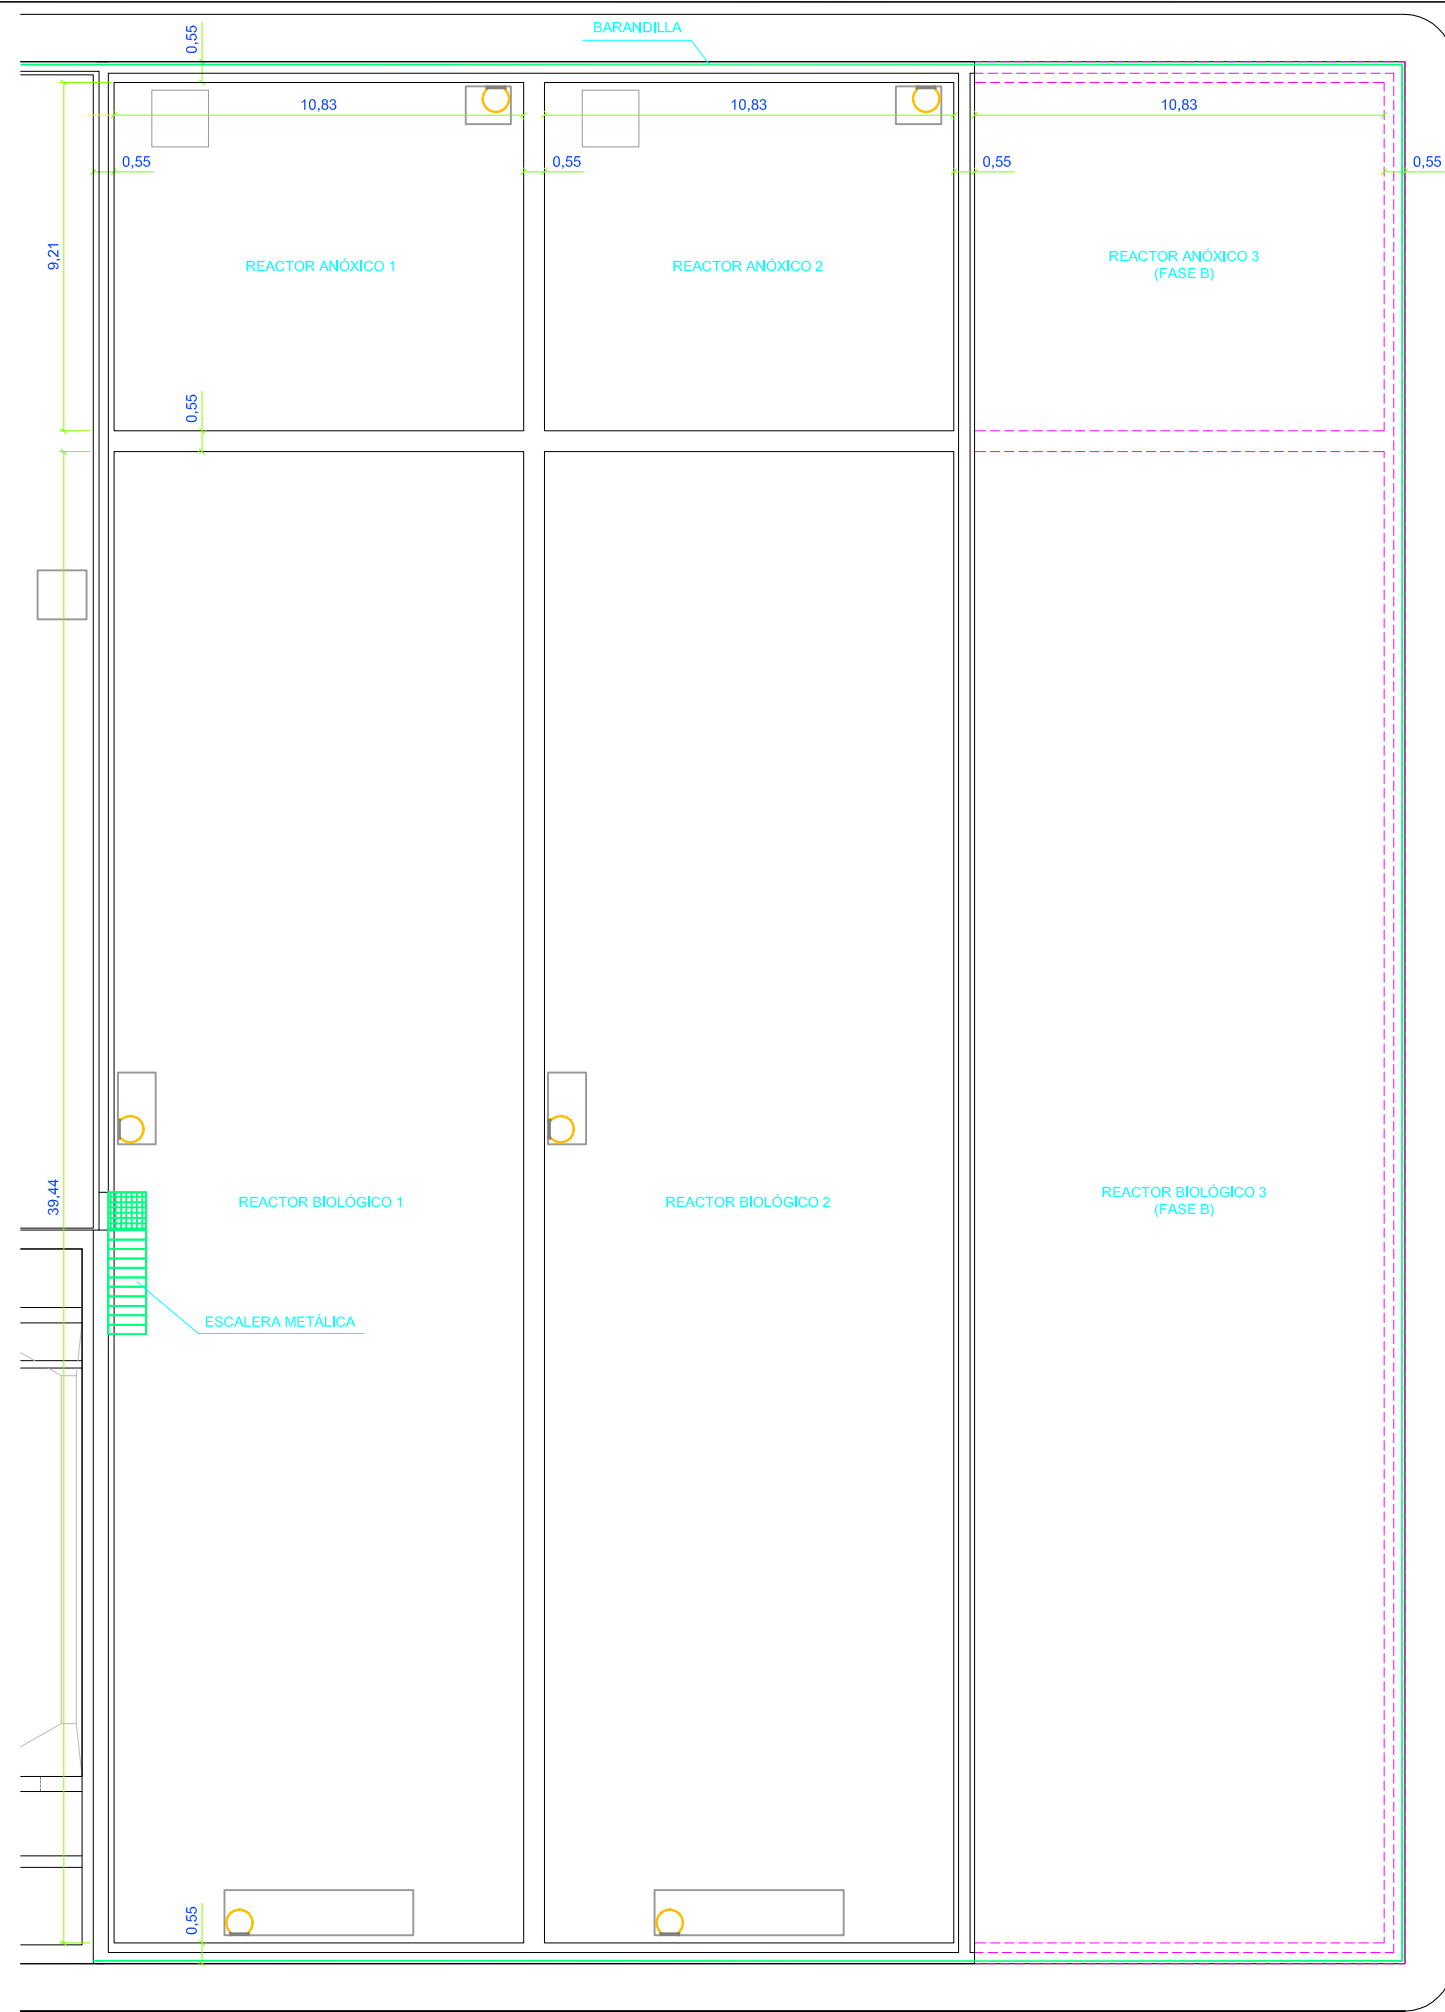 0,55
BARANDILLA
10,83
10,83
10,83
0,55
0,55
0,55
0,55
9,21
REACTOR ANÓXICO 1
REACTOR ANÓXICO 2
REACTOR ANÓXICO 3
(FASE B)
0,55
39,44
REACTOR BIOLÓGICO 1
REACTOR BIOLÓGICO 2
REACTOR BIOLÓGICO 3
(FASE B)
ESCALERA METÁLICA
0,55